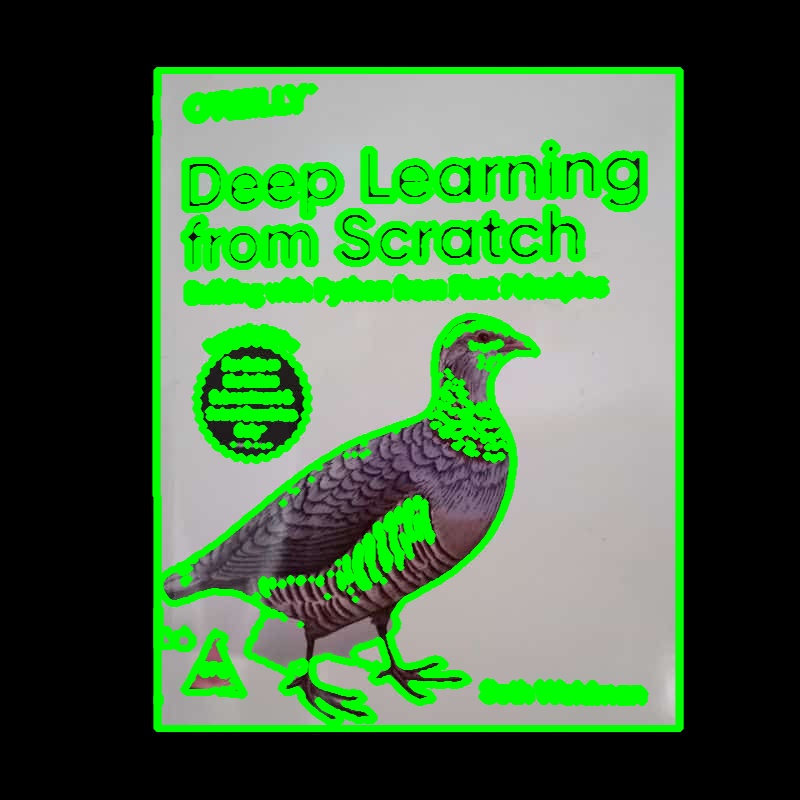 O'REILLY®
Deep Learning
from Scratch
Building with Python from First Principles
Seth Weidman